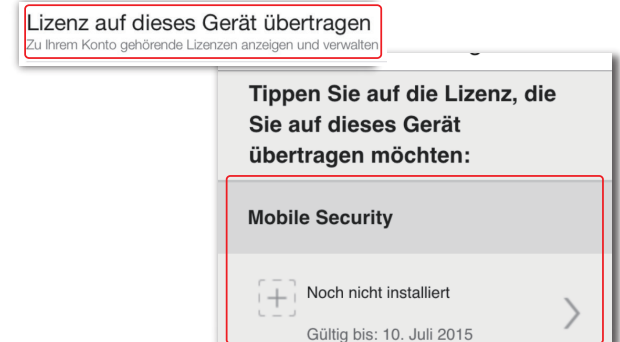 Lizenz auf dieses Gerät übertragen
Zu Ihrem Konto gehörende Lizenzen anzeigen und verwalten
Tippen Sie auf die Lizenz, die
Sie auf dieses Gerät
übertragen möchten:
Mobile Security
Noch nicht installiert
Gültig bis: 10. Juli 2015